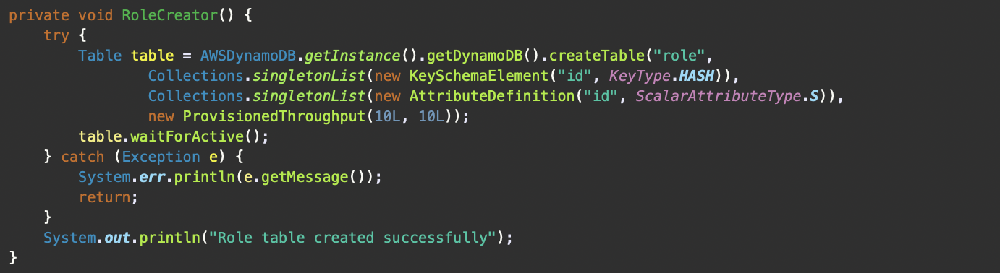 private void RoleCreator() {
    try {
        Table table = AWSDynamoDB.getInstance().getDynamoDB().createTable("role",
                Collections.singletonList(new KeySchemaElement("id", KeyType.HASH)),
                Collections.singletonList(new AttributeDefinition("id", ScalarAttributeType.S)),
                new ProvisionedThroughput(10L, 10L));
        table.waitForActive();
    } catch (Exception e) {
        System.err.println(e.getMessage());
        return;
    }
    System.out.println("Role table created successfully");
}